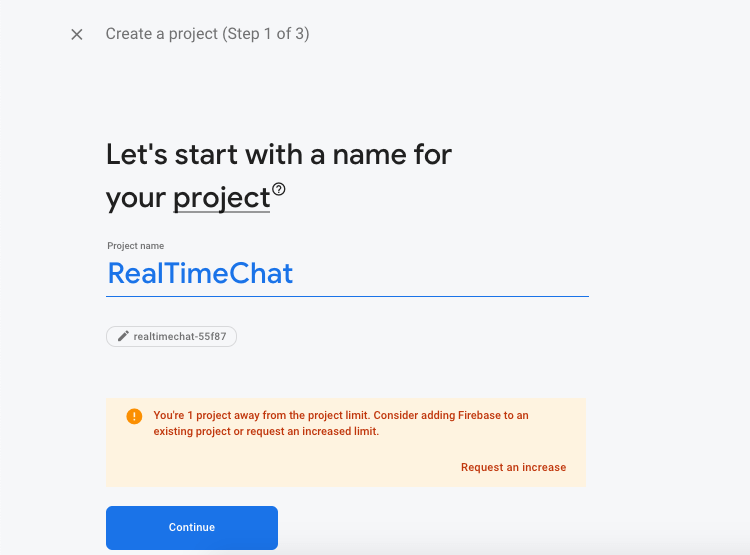 Create a project (Step 1 of 3)
Let's start with a name for
your project
Project name
RealTimeChat
realtimechat-55f87
You're 1 project away from the project limit. Consider adding Firebase to an
existing project or request an increased limit.
Request an increase
Continue